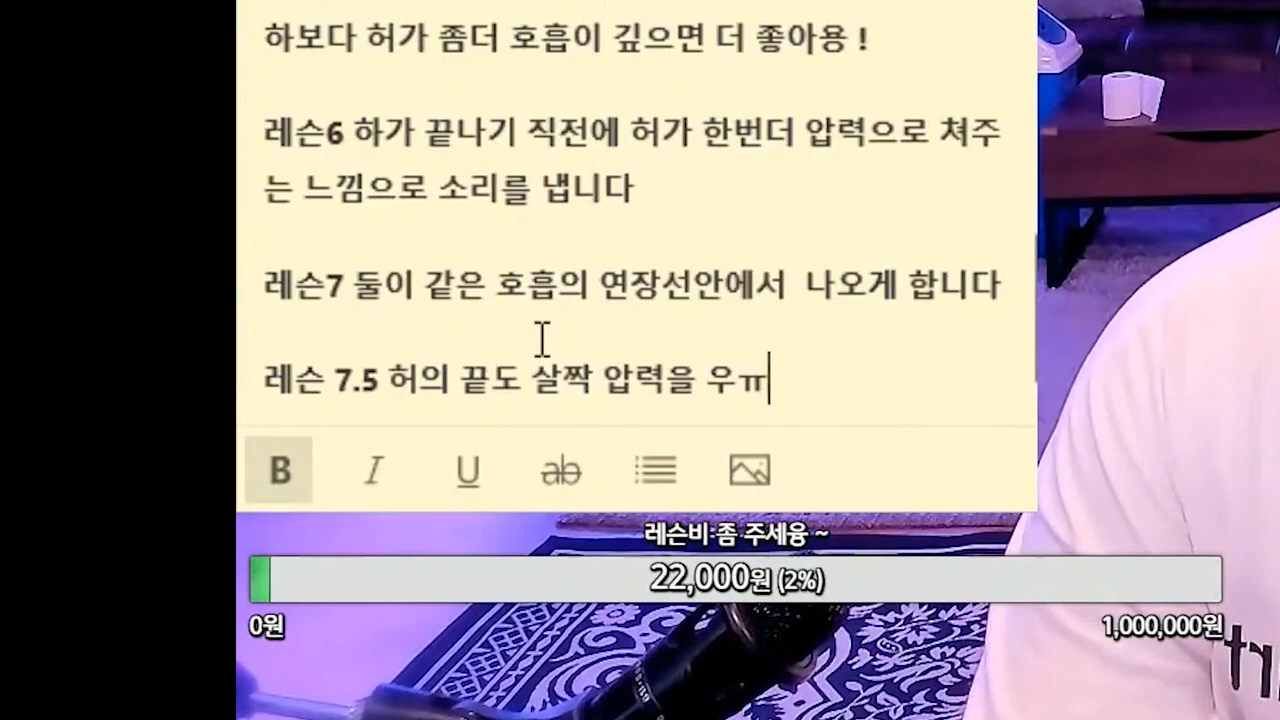 하보다 허가 좀더 호흡이 깊으면 더 좋아용 !
레슨6 하가 끝나기 직전에 허가 한번더 압력으로 쳐주
는 느낌으로 소리를 냅니다
레슨7 둘이 같은 호흡의 연장선안에서 나오게 합니다
레슨 7.5 허의 끝도 살짝 압력을 우ㅠ
B I U ab
레슨비 좀 주세융 ~
22,000원 (2%)
0원
1,000,000원